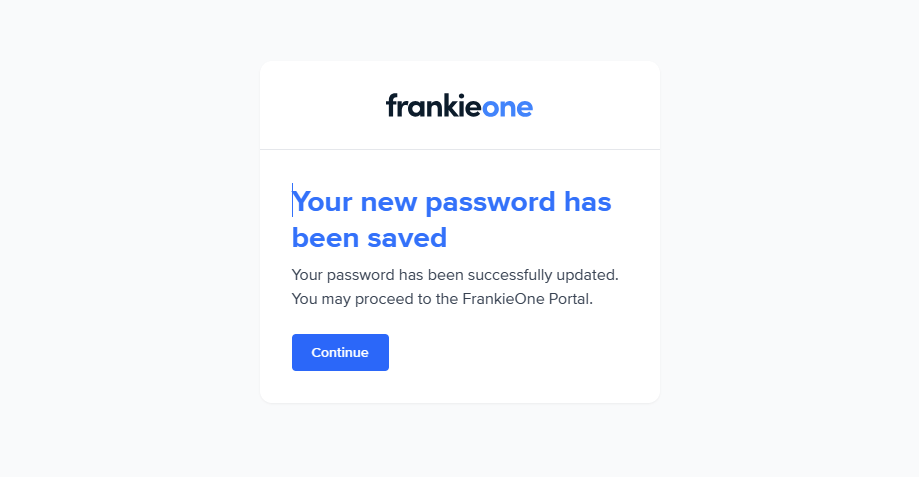 frankieone
Your new password has
been saved
Your password has been successfully updated.
You may proceed to the FrankieOne Portal.
Continue